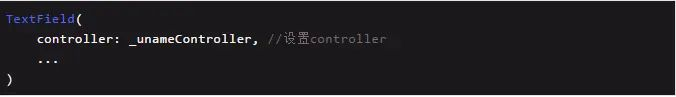 TextField(
    controller: _unameController, //设置controller
    ...
)